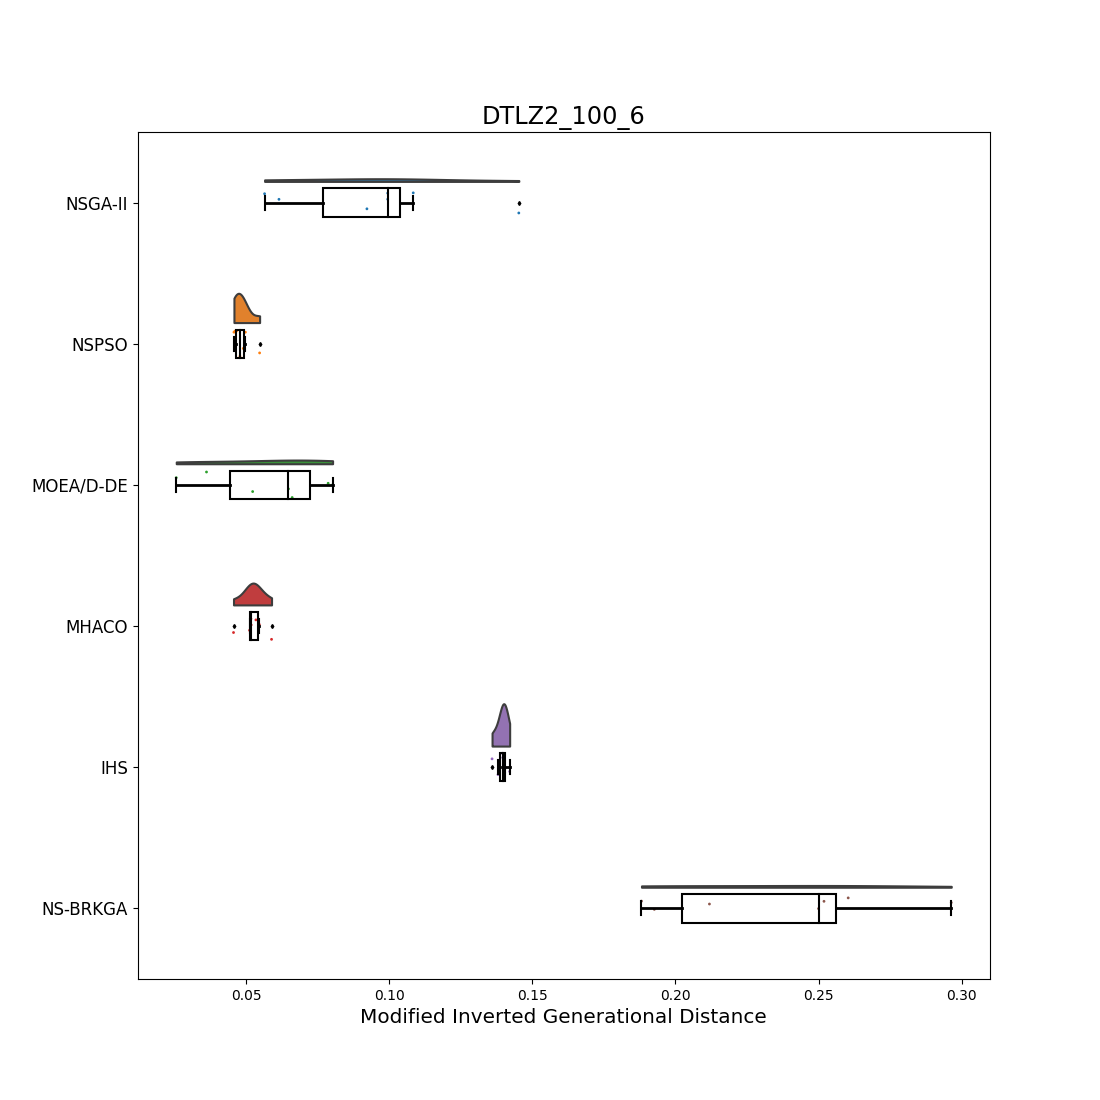 DTLZ2_100_6
NSGA-II
NSPSO
MOEA/D-DE
MHACO
IHS
NS-BRKGA
0.05 0.10 0.15 0.20 0.25 0.30
Modified Inverted Generational Distance